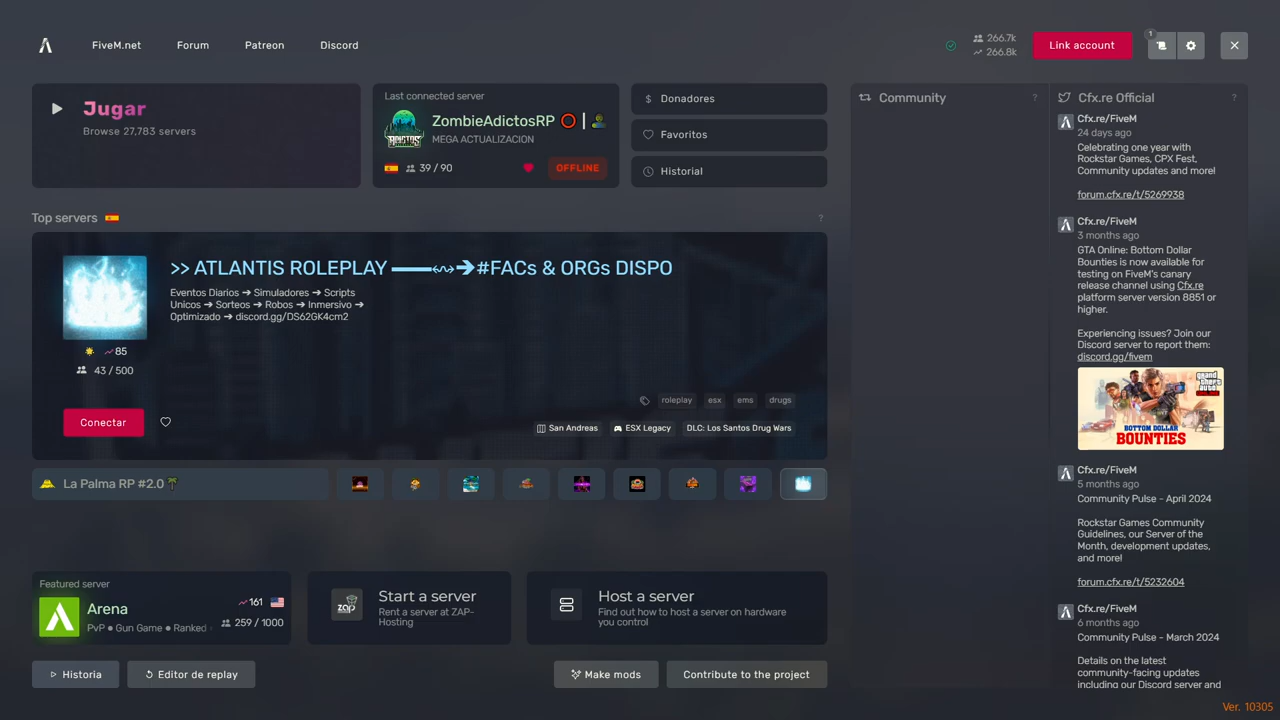 FiveM.net
Forum
Patreon
Discord
266.7k
266.8k
Link account
1
Jugar
Browse 27,783 servers
Last connected server
ZombieAdictosRP ⭕ |
MEGA ACTUALIZACION
39 / 90
OFFLINE
$ Donadores
Favoritos
Historial
Top servers
?
>> ATLANTIS ROLEPLAY ━━━↭➔#FACs & ORGs DISPO
Eventos Diarios ➔ Simuladores ➔ Scripts
Unicos ➔ Sorteos ➔ Robos ➔ Inmersivo ➔
Optimizado ➔ discord.gg/DS62GK4cm2
85
43 / 500
Conectar
roleplay
esx
ems
drugs
San Andreas
ESX Legacy
DLC: Los Santos Drug Wars
La Palma RP #2.0 🌴
Featured server
Arena
PvP ● Gun Game ● Ranked
161
259 / 1000
ZAP
Start a server
Rent a server at ZAP-
Hosting
Host a server
Find out how to host a server on hardware
you control
Historia
Editor de replay
Make mods
Contribute to the project
Community
?
Cfx.re Official
?
Cfx.re/FiveM
24 days ago
Celebrating one year with
Rockstar Games, CPX Fest,
Community updates and more!
forum.cfx.re/t/5269938
Cfx.re/FiveM
3 months ago
GTA Online: Bottom Dollar
Bounties is now available for
testing on FiveM's canary
release channel using Cfx.re
platform server version 8851 or
higher.
Experiencing issues? Join our
Discord server to report them:
discord.gg/fivem
grand
theft
auto
BOTTOM DOLLAR
BOUNTIES
Cfx.re/FiveM
5 months ago
Community Pulse - April 2024
Rockstar Games Community
Guidelines, our Server of the
Month, development updates,
and more!
forum.cfx.re/t/5232604
Cfx.re/FiveM
6 months ago
Community Pulse - March 2024
Details on the latest
community-facing updates
including our Discord server and
Ver. 10305